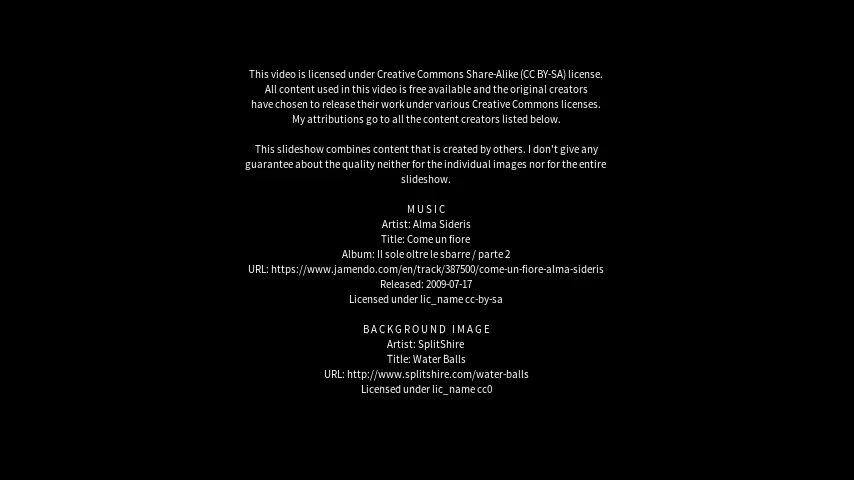 This video is licensed under Creative Commons Share-Alike (CC BY-SA) license.
All content used in this video is free available and the original creators
have chosen to release their work under various Creative Commons licenses.
My attributions go to all the content creators listed below.
This slideshow combines content that is created by others. I don't give any
guarantee about the quality neither for the individual images nor for the entire
slideshow.
MUSIC
Artist: Alma Sideris
Title: Come un fiore
Album: Il sole oltre le sbarre / parte 2
URL: https://www.jamendo.com/en/track/387500/come-un-fiore-alma-sideris
Released: 2009-07-17
Licensed under lic_name cc-by-sa
BACKGROUND IMAGE
Artist: SplitShire
Title: Water Balls
URL: http://www.splitshire.com/water-balls
Licensed under lic_name cc0